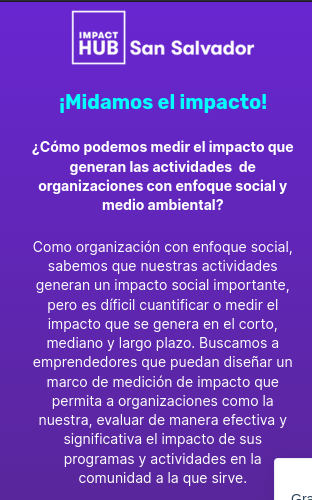 IMPACT
HUB San Salvador
¡Midamos el impacto!
¿Cómo podemos medir el impacto que
generan las actividades de
organizaciones con enfoque social y
medio ambiental?
Como organización con enfoque social,
sabemos que nuestras actividades
generan un impacto social importante,
pero es díficil cuantificar o medir el
impacto que se genera en el corto,
mediano y largo plazo. Buscamos a
emprendedores que puedan diseñar un
marco de medición de impacto que
permita a organizaciones como la
nuestra, evaluar de manera efectiva y
significativa el impacto de sus
programas y actividades en la
comunidad a la que sirve.